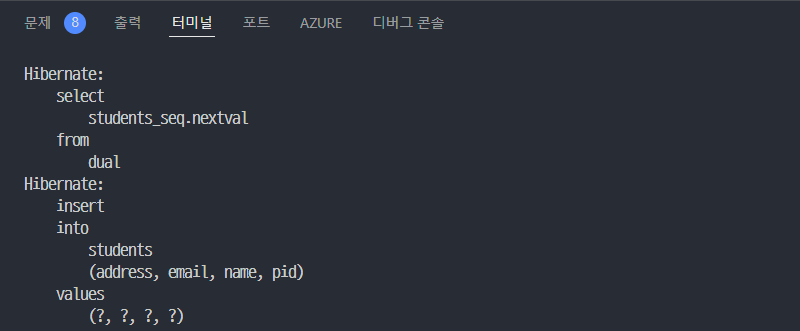 문제 8 출력 터미널 포트 AZURE 디버그 콘솔
Hibernate:
    select
        students_seq.nextval
    from
        dual
Hibernate:
    insert
    into
        students
        (address, email, name, pid)
    values
        (?, ?, ?, ?)